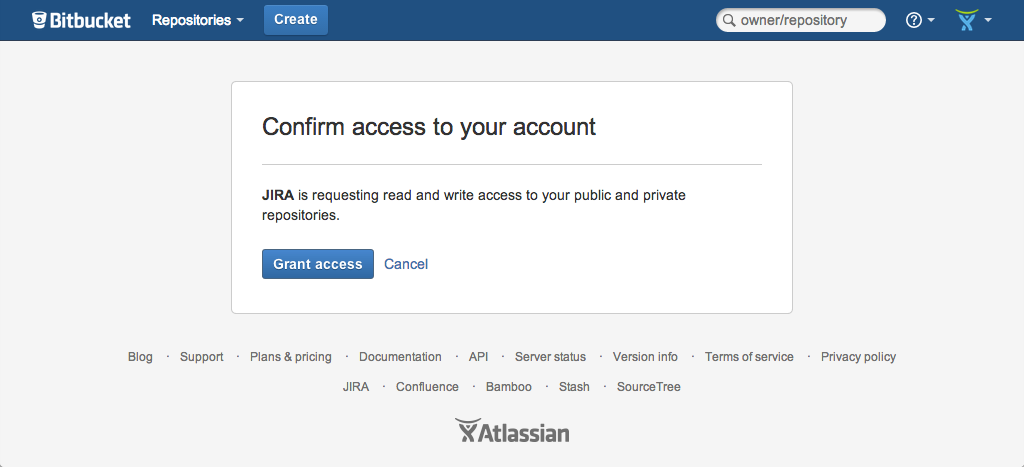 Bitbucket Repositories Create owner/repository ?
Confirm access to your account
JIRA is requesting read and write access to your public and private
repositories.
Grant access Cancel
Blog · Support · Plans & pricing · Documentation · API · Server status · Version info · Terms of service · Privacy policy
JIRA · Confluence · Bamboo · Stash · SourceTree
Atlassian